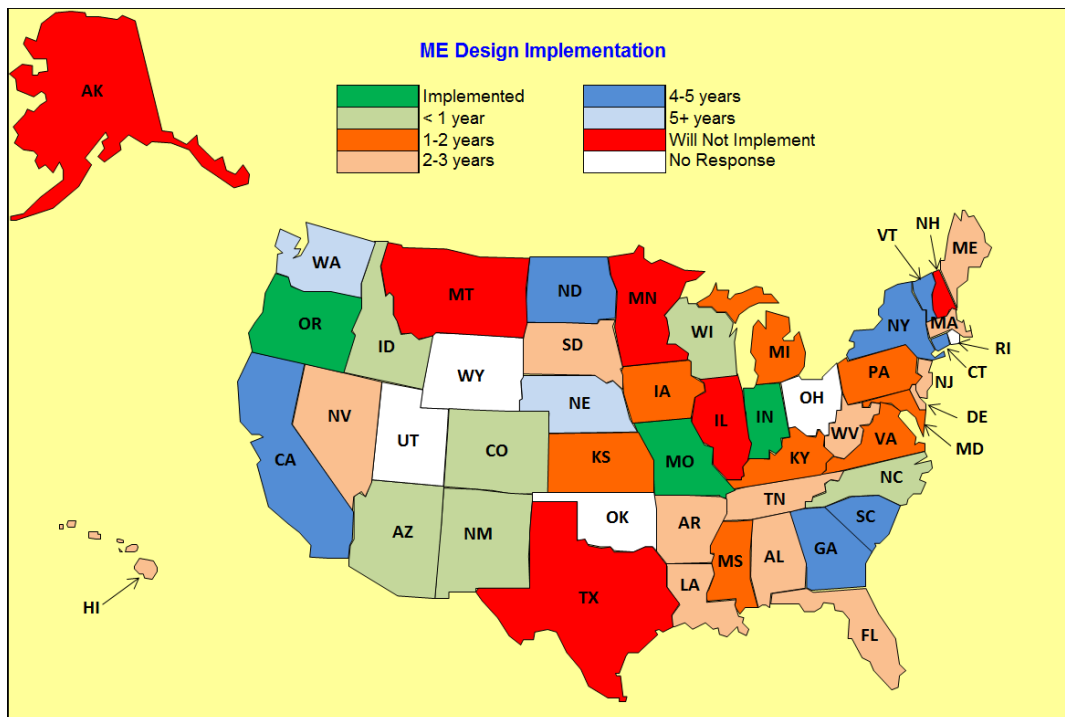 ME Design Implementation
Implemented
< 1 year
1-2 years
2-3 years
4-5 years
5+ years
Will Not Implement
No Response
AK
WA
OR
ID
MT
ND
MN
SD
WY
NE
NV
UT
CO
CA
AZ
NM
KS
OK
TX
IA
MO
WI
IL
MI
IN
OH
KY
TN
AR
LA
MS
AL
GA
FL
SC
NC
VA
WV
PA
NY
VT
NH
ME
MA
RI
CT
NJ
DE
MD
HI